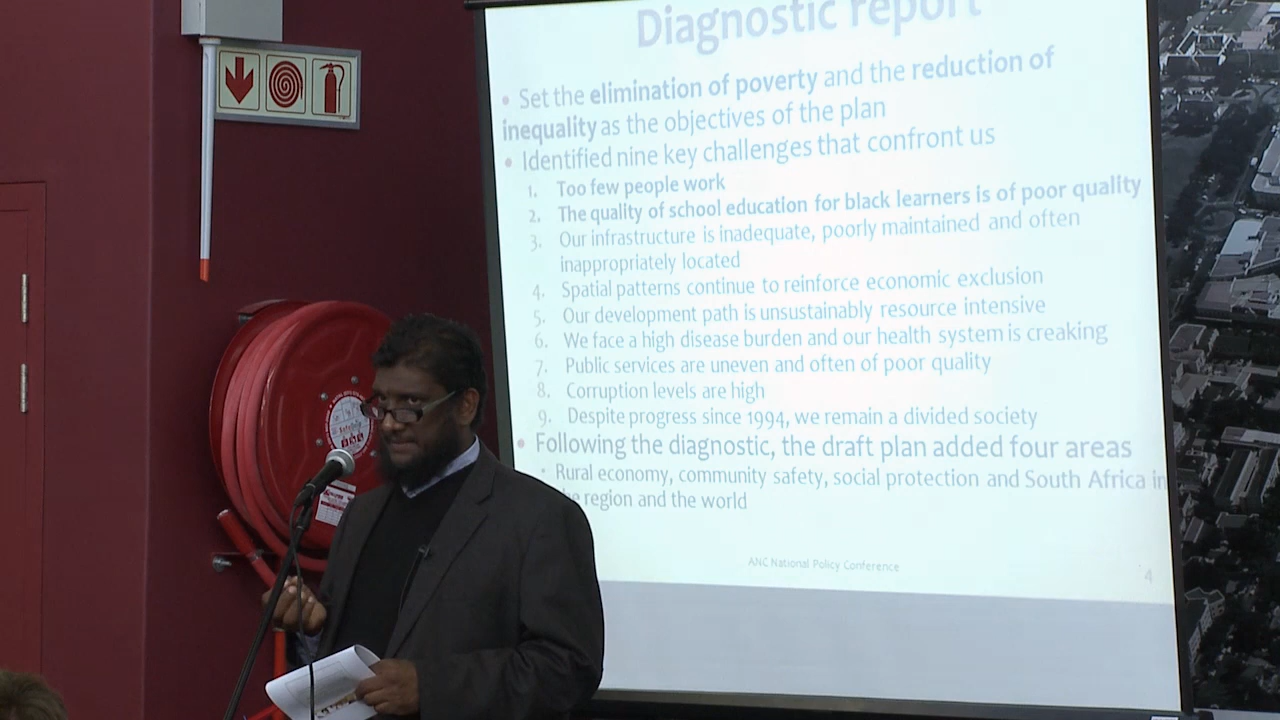 Diagnostic report
• Set the elimination of poverty and the reduction of
inequality as the objectives of the plan
• Identified nine key challenges that confront us
1. Too few people work
2. The quality of school education for black learners is of poor quality
3. Our infrastructure is inadequate, poorly maintained and often
inappropriately located
4. Spatial patterns continue to reinforce economic exclusion
5. Our development path is unsustainably resource intensive
6. We face a high disease burden and our health system is creaking
7. Public services are uneven and often of poor quality
8. Corruption levels are high
9. Despite progress since 1994, we remain a divided society
• Following the diagnostic, the draft plan added four areas
• Rural economy, community safety, social protection and South Africa in
he region and the world
ANC National Policy Conference
4